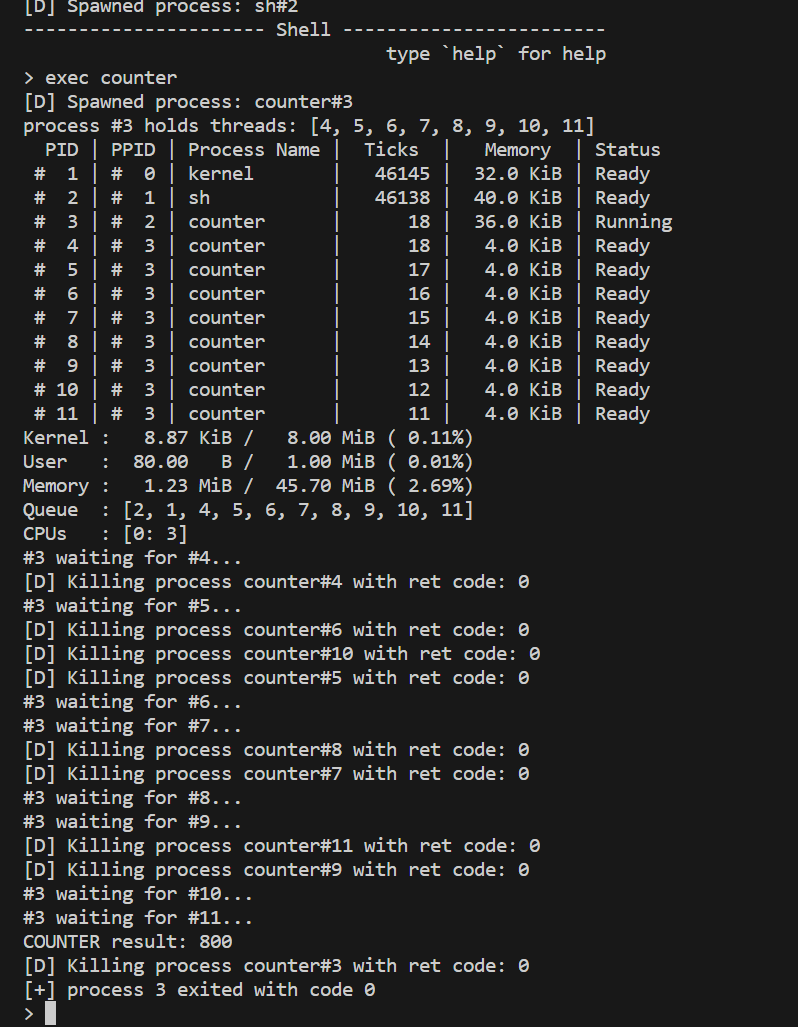 [D] Spawned process: sh#2
---------------------- Shell ------------------------
                                 type `help` for help
> exec counter
[D] Spawned process: counter#3
process #3 holds threads: [4, 5, 6, 7, 8, 9, 10, 11]
  PID | PPID | Process Name |  Ticks  |   Memory  | Status
 #  1 | #  0 | kernel       |   46145 |  32.0 KiB | Ready
 #  2 | #  1 | sh           |   46138 |  40.0 KiB | Ready
 #  3 | #  2 | counter      |      18 |  36.0 KiB | Running
 #  4 | #  3 | counter      |      18 |   4.0 KiB | Ready
 #  5 | #  3 | counter      |      17 |   4.0 KiB | Ready
 #  6 | #  3 | counter      |      16 |   4.0 KiB | Ready
 #  7 | #  3 | counter      |      15 |   4.0 KiB | Ready
 #  8 | #  3 | counter      |      14 |   4.0 KiB | Ready
 #  9 | #  3 | counter      |      13 |   4.0 KiB | Ready
 # 10 | #  3 | counter      |      12 |   4.0 KiB | Ready
 # 11 | #  3 | counter      |      11 |   4.0 KiB | Ready
Kernel :   8.87 KiB /   8.00 MiB ( 0.11%)
User   :  80.00   B /   1.00 MiB ( 0.01%)
Memory :   1.23 MiB /  45.70 MiB ( 2.69%)
Queue  : [2, 1, 4, 5, 6, 7, 8, 9, 10, 11]
CPUs   : [0: 3]
#3 waiting for #4...
[D] Killing process counter#4 with ret code: 0
#3 waiting for #5...
[D] Killing process counter#6 with ret code: 0
[D] Killing process counter#10 with ret code: 0
[D] Killing process counter#5 with ret code: 0
#3 waiting for #6...
#3 waiting for #7...
[D] Killing process counter#8 with ret code: 0
[D] Killing process counter#7 with ret code: 0
#3 waiting for #8...
#3 waiting for #9...
[D] Killing process counter#11 with ret code: 0
[D] Killing process counter#9 with ret code: 0
#3 waiting for #10...
#3 waiting for #11...
COUNTER result: 800
[D] Killing process counter#3 with ret code: 0
[+] process 3 exited with code 0
>